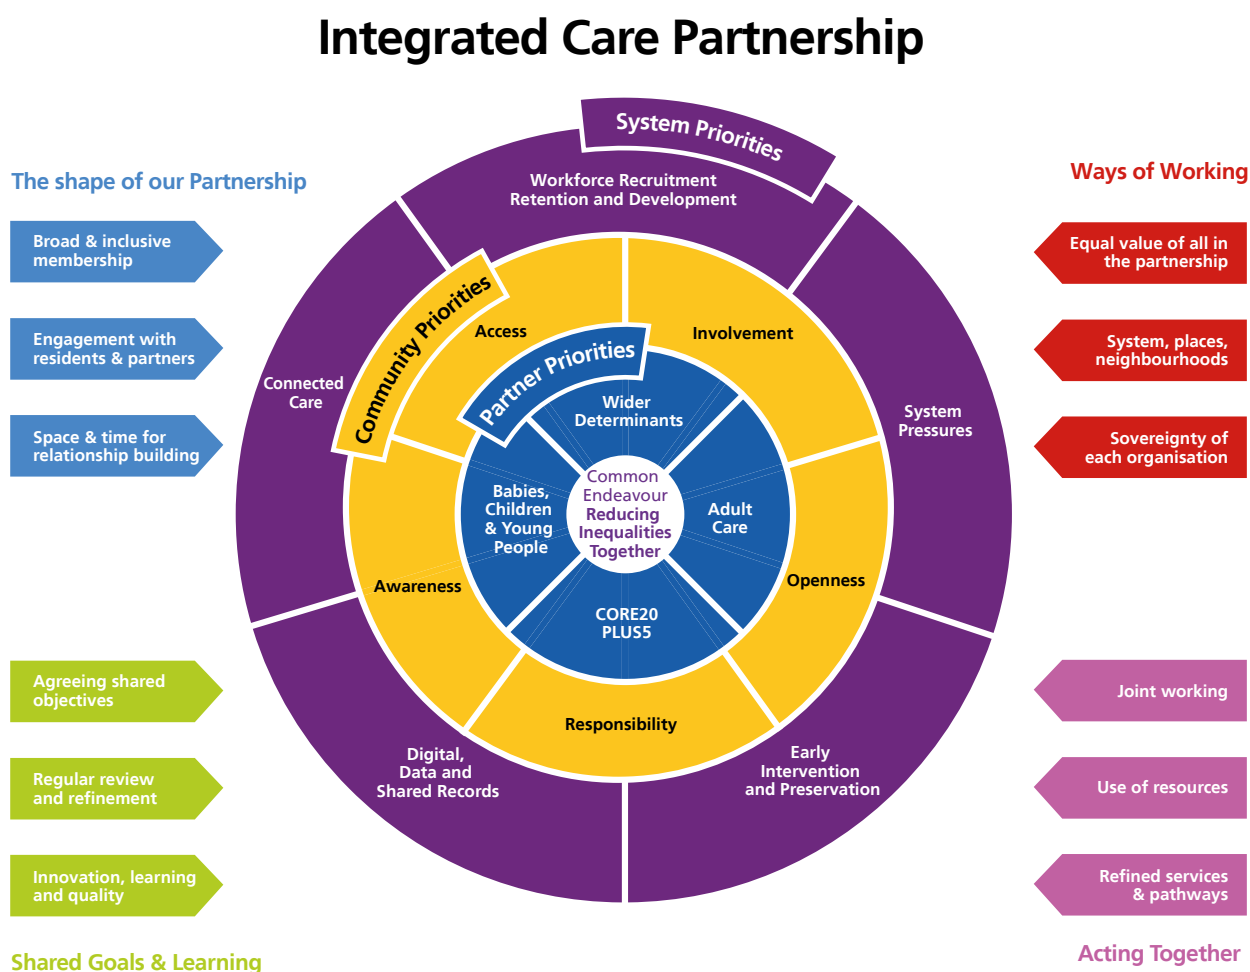 Integrated Care Partnership
The shape of our Partnership
Broad & inclusive
membership
Engagement with
residents & partners
Space & time for
relationship building
System Priorities
Workforce Recruitment
Retention and Development
Connected
Care
System
Pressures
Digital,
Data and
Shared Records
Early
Intervention
and Preservation
Community Priorities
Access
Involvement
Awareness
Openness
Responsibility
Partner Priorities
Wider
Determinants
Babies,
Children
& Young
People
Adult
Care
CORE20
PLUS5
Common
Endeavour
Reducing
Inequalities
Together
Ways of Working
Equal value of all in
the partnership
System, places,
neighbourhoods
Sovereignty of
each organisation
Agreeing shared
objectives
Regular review
and refinement
Innovation, learning
and quality
Shared Goals & Learning
Joint working
Use of resources
Refined services
& pathways
Acting Together